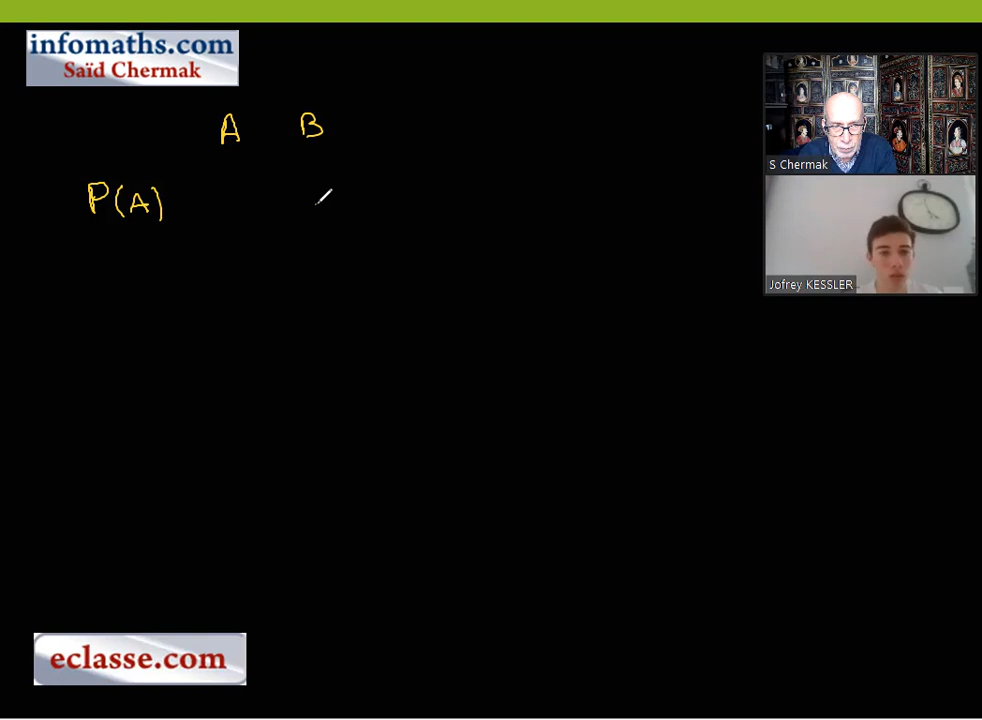 infomaths.com
Saïd Chermak
A B
P(A)
S Chermak
Jofrey KESSLER
eclasse.com